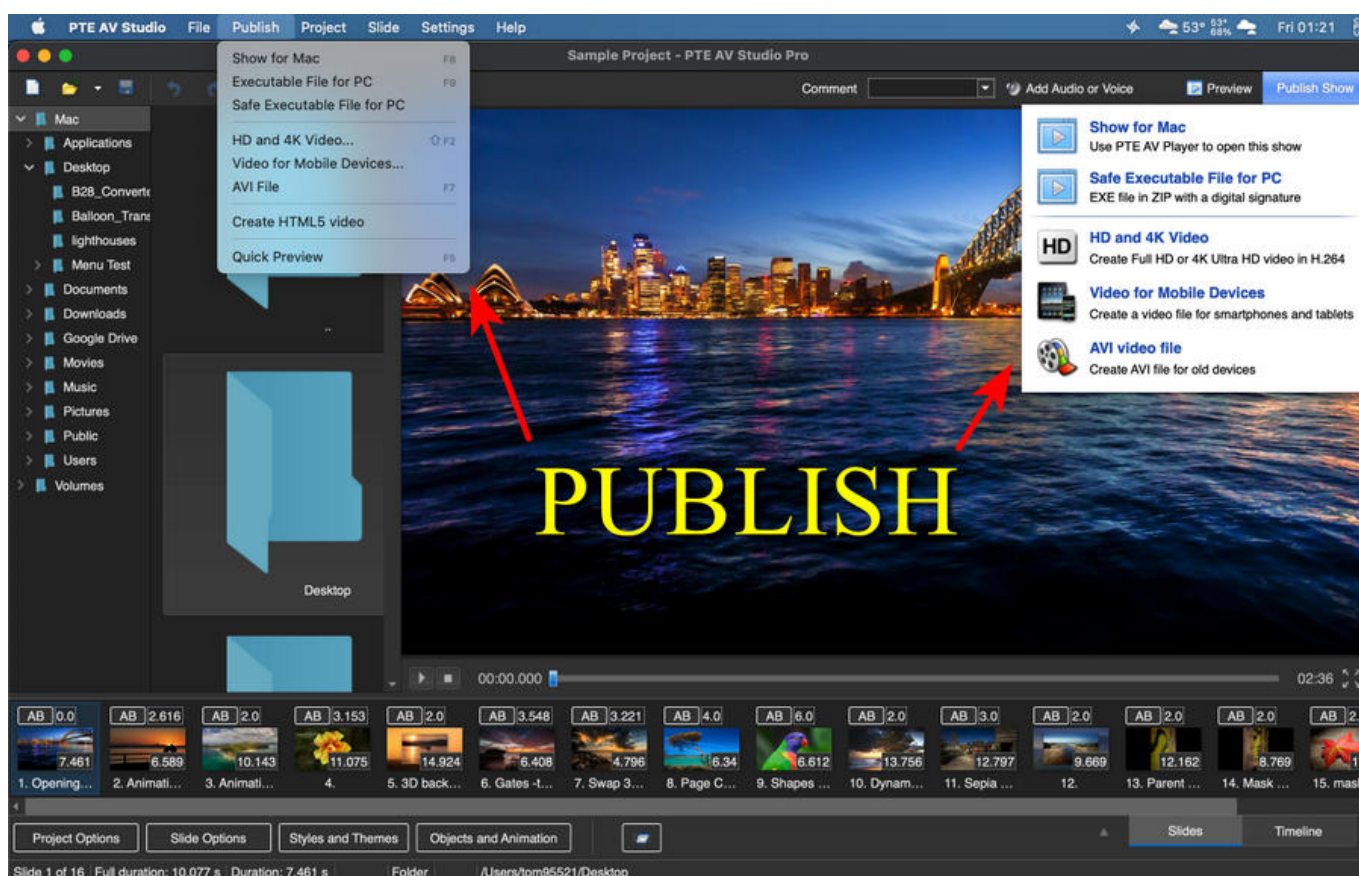 PTE AV Studio File Publish Project Slide Settings Help 53° 53° 68% Fri 01:21
Sample Project - PTE AV Studio Pro
Comment Add Audio or Voice Preview Publish Show
Show for Mac F8
Executable File for PC F9
Safe Executable File for PC
HD and 4K Video... ⇧F2
Video for Mobile Devices...
AVI File F7
Create HTML5 video
Quick Preview F5
Mac
Applications
Desktop
B28_Converte
Balloon_Trans
lighthouses
Menu Test
Documents
Downloads
Google Drive
Movies
Music
Pictures
Public
Users
Volumes
..
Desktop
Show for Mac
Use PTE AV Player to open this show
Safe Executable File for PC
EXE file in ZIP with a digital signature
HD
HD and 4K Video
Create Full HD or 4K Ultra HD video in H.264
Video for Mobile Devices
Create a video file for smartphones and tablets
AVI video file
Create AVI file for old devices
PUBLISH
00:00.000 02:36
AB 0.0 AB 2.616 AB 2.0 AB 3.153 AB 2.0 AB 3.548 AB 3.221 AB 4.0 AB 6.0 AB 2.0 AB 3.0 AB 2.0 AB 2.0 AB 2.0 AB 2.
7.461 6.589 10.143 11.075 14.924 6.408 4.796 6.34 6.612 13.756 12.797 9.669 12.162 8.769 1
1. Opening... 2. Animati... 3. Animati... 4. 5. 3D back... 6. Gates -t... 7. Swap 3... 8. Page C... 9. Shapes ... 10. Dynam... 11. Sepia ... 12. 13. Parent ... 14. Mask ... 15. mask
Project Options Slide Options Styles and Themes Objects and Animation Slides Timeline
Slide 1 of 16 Full duration: 10.077 s Duration: 7.461 s Folder /Users/tom95521/Desktop